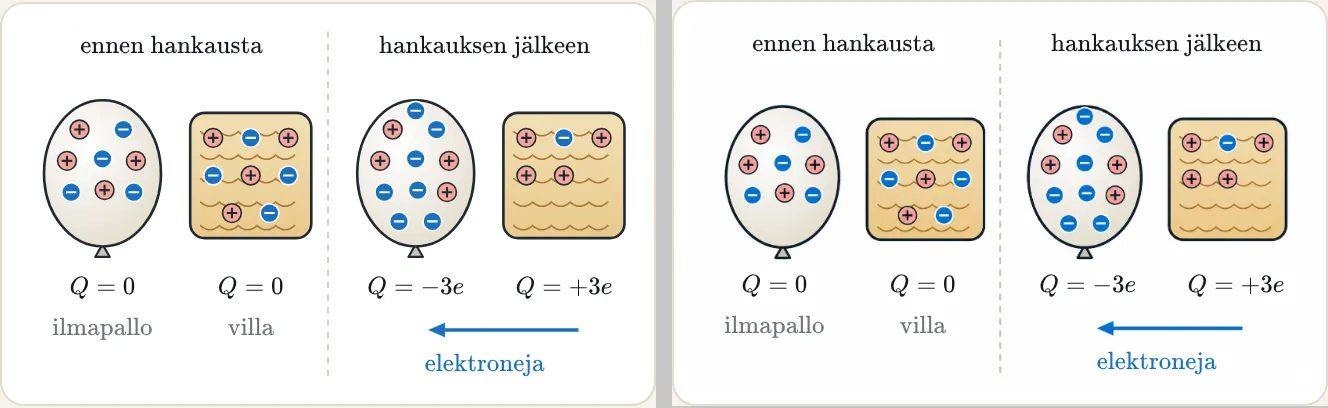 ennen hankausta
hankauksen jälkeen
Q = 0
Q = 0
Q = −3e
Q = +3e
ilmapallo
villa
elektroneja
ennen hankausta
hankauksen jälkeen
Q = 0
Q = 0
Q = −3e
Q = +3e
ilmapallo
villa
elektroneja